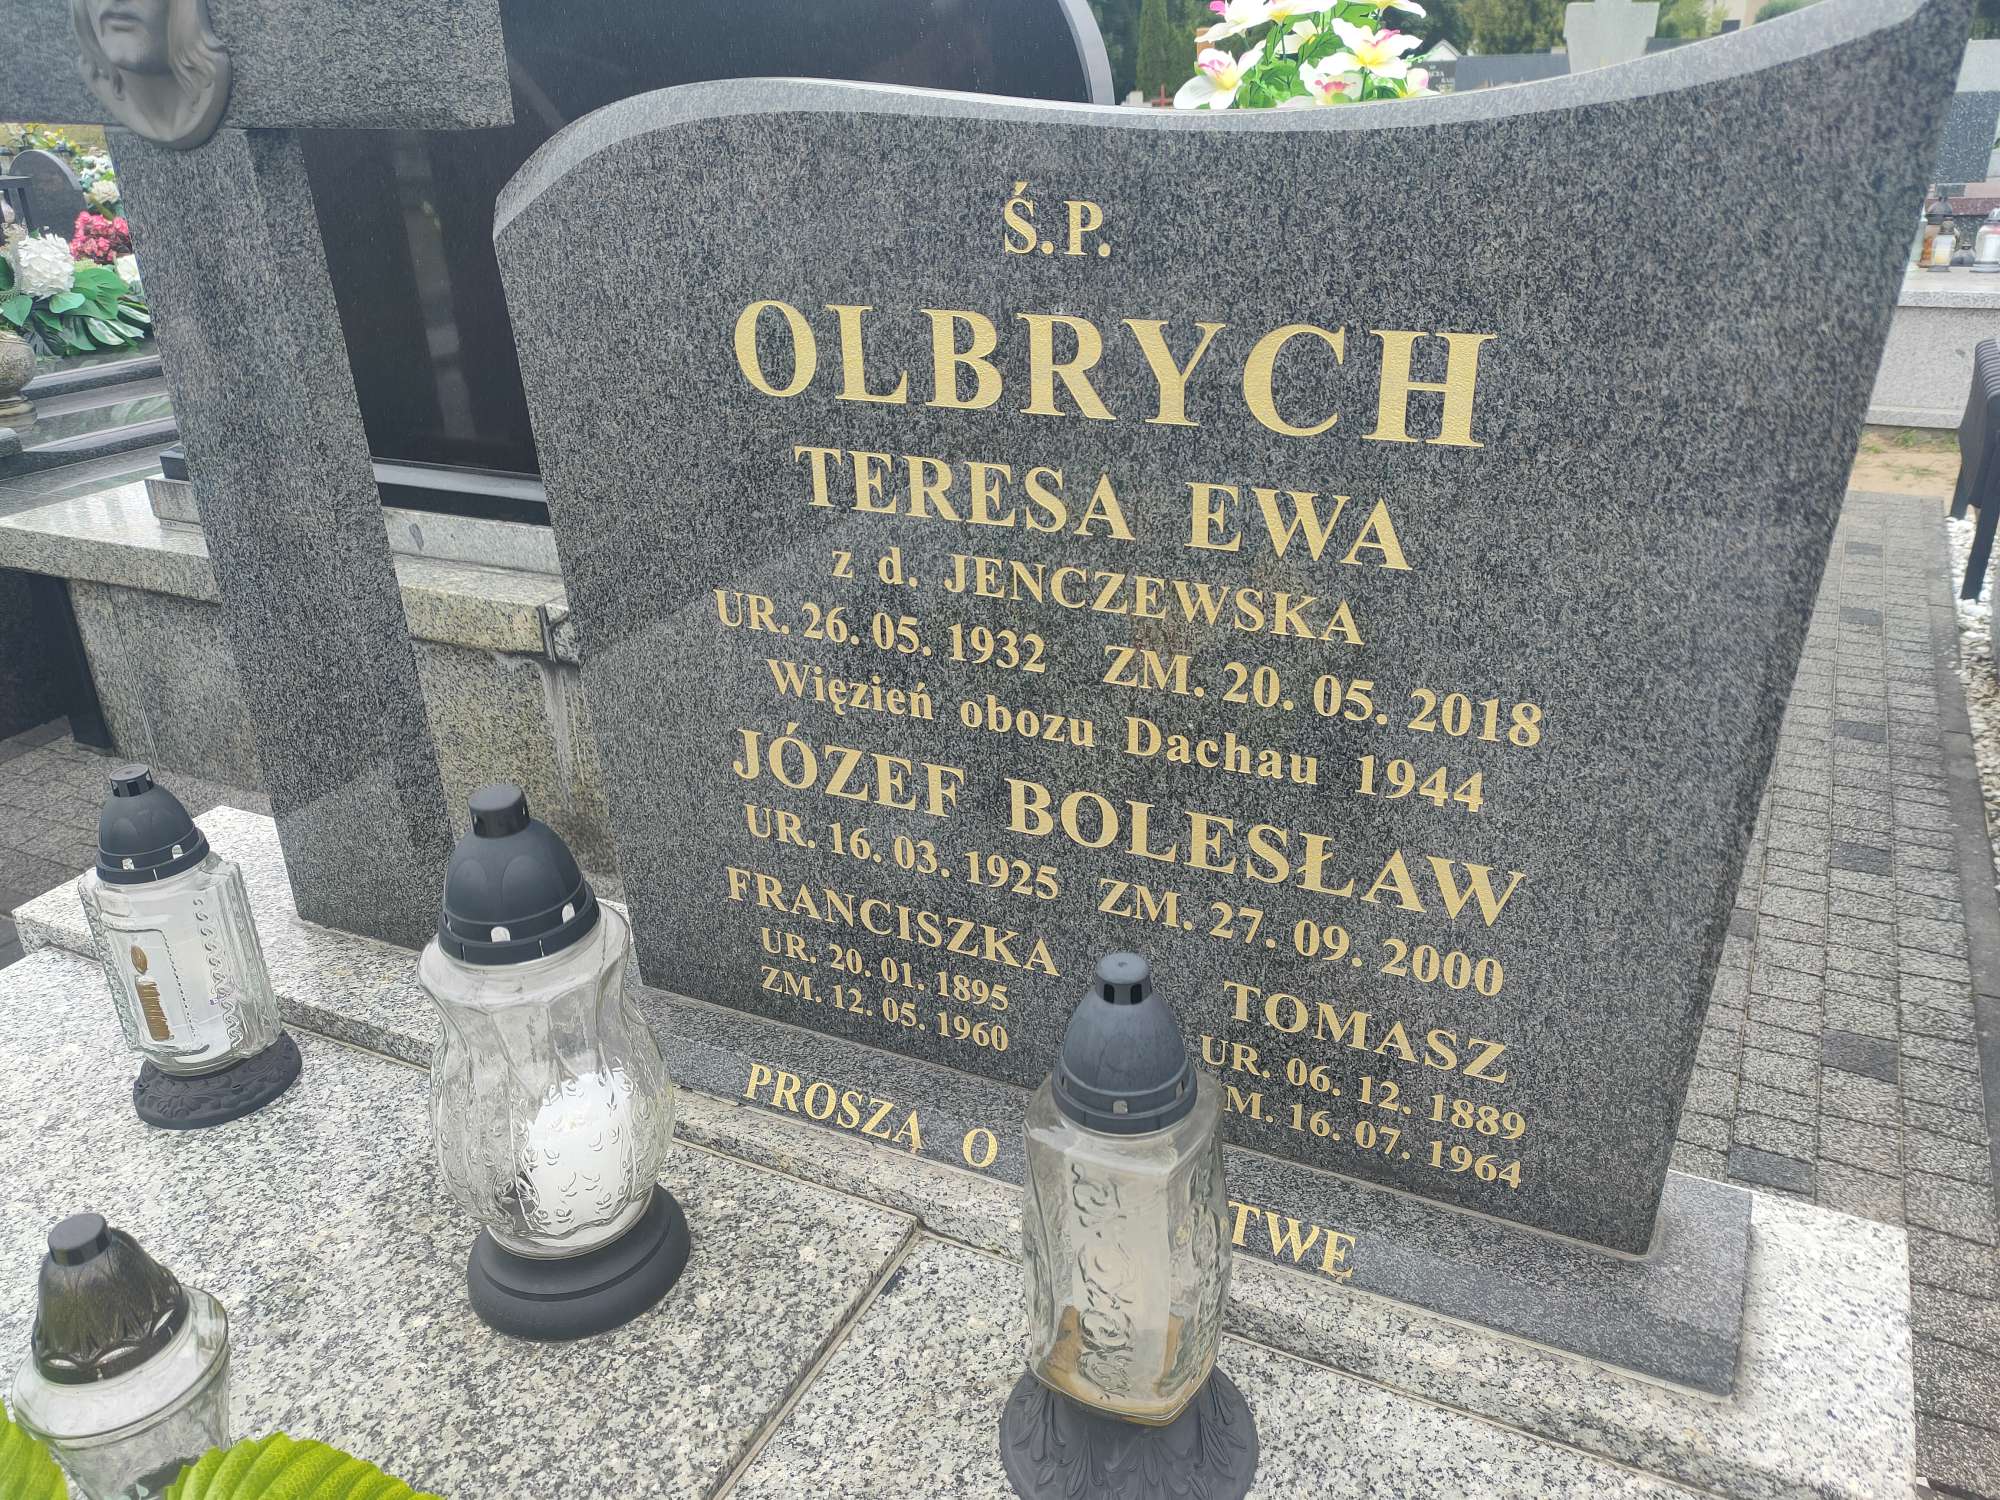 Ś.P.
OLBRYCH
TERESA EWA
z d. JENCZEWSKA
UR. 26. 05. 1932 ZM. 20. 05. 2018
Więzień obozu Dachau 1944
JÓZEF BOLESŁAW
UR. 16. 03. 1925 ZM. 27. 09. 2000
FRANCISZKA
UR. 20. 01. 1895
ZM. 12. 05. 1960
TOMASZ
UR. 06. 12. 1889
M. 16. 07. 1964
PROSZĄ O TWĘ